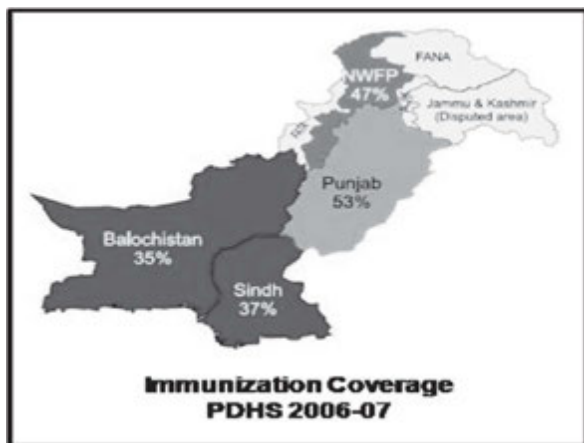 FANA
NWFP
47%
Jammu & Kashmir
(Disputed area)
Punjab
53%
Balochistan
35%
Sindh
37%
Immunization Coverage
PDHS 2006-07